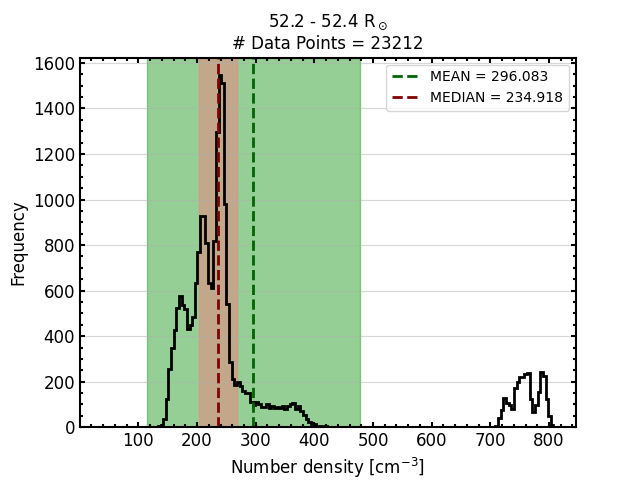 52.2 - 52.4 R⊙
# Data Points = 23212
MEAN = 296.083
MEDIAN = 234.918
Frequency
1600
1400
1200
1000
800
600
400
200
0
100 200 300 400 500 600 700 800
Number density [cm⁻³]